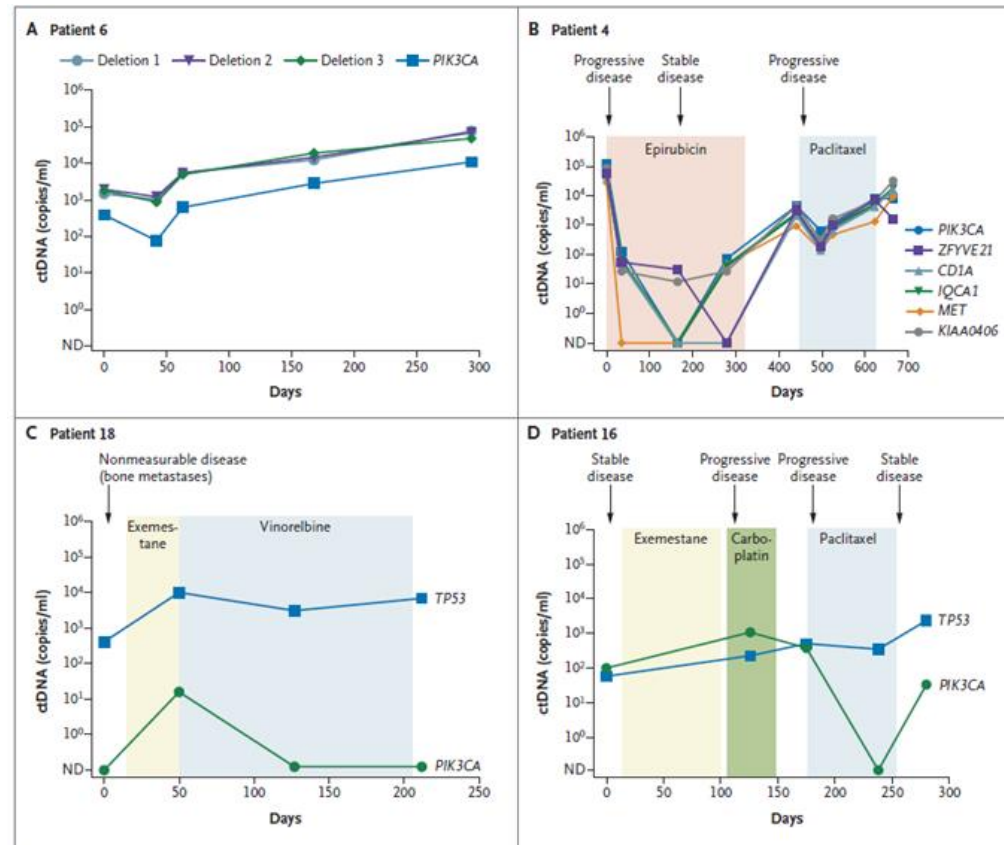 A Patient 6
Deletion 1 Deletion 2 Deletion 3 PIK3CA
10⁶
10⁵
10⁴
10³
10²
10¹
10⁰
ND
ctDNA (copies/ml)
0 50 100 150 200 250 300
Days
B Patient 4
Progressive disease
Stable disease
Progressive disease
Epirubicin
Paclitaxel
10⁶
10⁵
10⁴
10³
10²
10¹
10⁰
ND
ctDNA (copies/ml)
0 100 200 300 400 500 600 700
Days
PIK3CA
ZFYVE21
CD1A
IQCA1
MET
KIAA0406
C Patient 18
Nonmeasurable disease
(bone metastases)
Exemes-
tane
Vinorelbine
10⁶
10⁵
10⁴
10³
10²
10¹
10⁰
ND
ctDNA (copies/ml)
TP53
PIK3CA
0 50 100 150 200 250
Days
D Patient 16
Stable disease
Progressive disease
Progressive disease
Stable disease
Exemestane
Carbo-
platin
Paclitaxel
10⁶
10⁵
10⁴
10³
10²
10¹
10⁰
ND
ctDNA (copies/ml)
TP53
PIK3CA
0 50 100 150 200 250 300
Days